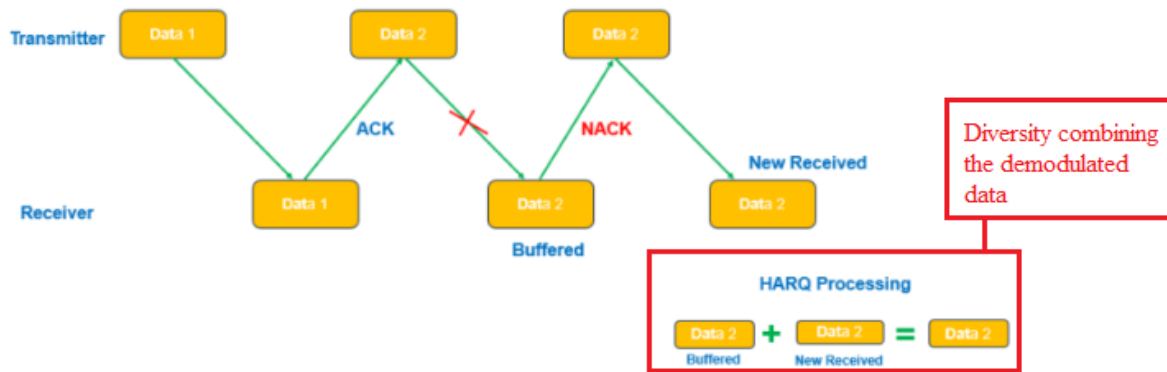 Transmitter
Data 1
Data 2
Data 2
ACK
NACK
Diversity combining
the demodulated
data
New Received
Receiver
Data 1
Data 2
Data 2
Buffered
HARQ Processing
Data 2 + Data 2 = Data 2
Buffered
New Received